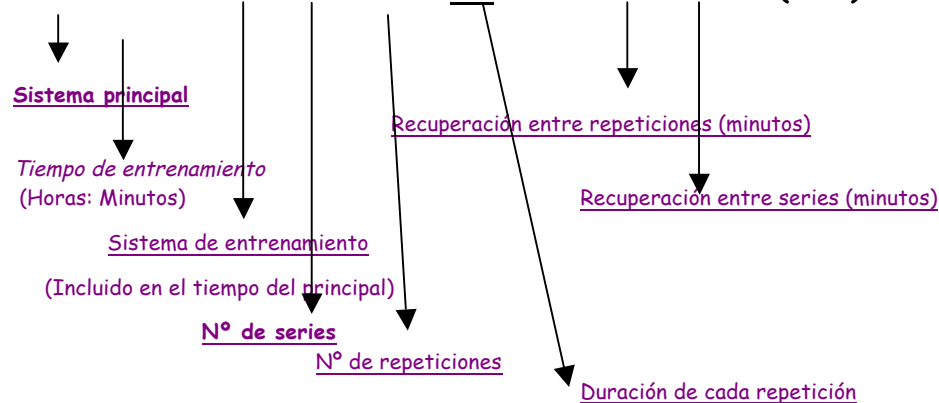 Sistema principal
Recuperación entre repeticiones (minutos)
Tiempo de entrenamiento
(Horas: Minutos)
Recuperación entre series (minutos)
Sistema de entrenamiento
(Incluido en el tiempo del principal)
Nº de series
Nº de repeticiones
Duración de cada repetición